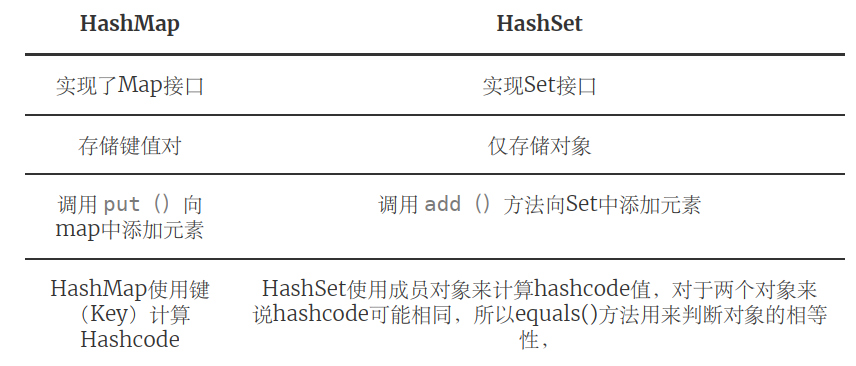 HashMap HashSet
实现了Map接口 实现Set接口
存储键值对 仅存储对象
调用 put（）向
map中添加元素
调用 add（）方法向Set中添加元素
HashMap使用键
（Key）计算
Hashcode
HashSet使用成员对象来计算hashcode值，对于两个对象来
说hashcode可能相同，所以equals()方法用来判断对象的相等
性，